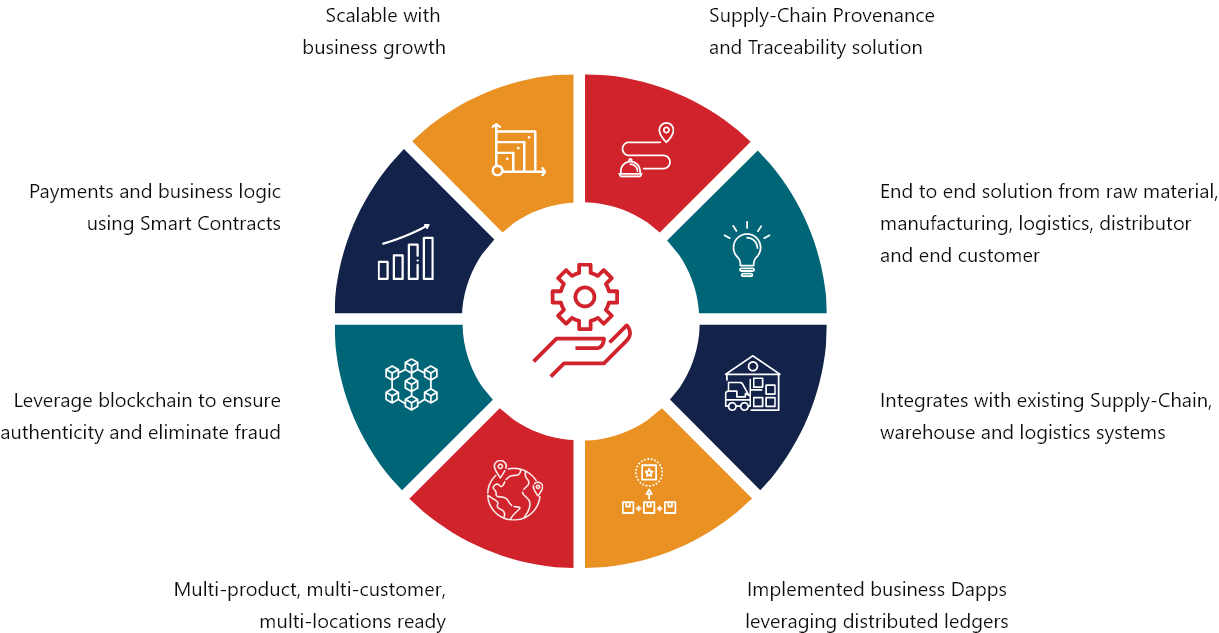 Scalable with
business growth
Supply-Chain Provenance
and Traceability solution
Payments and business logic
using Smart Contracts
End to end solution from raw material,
manufacturing, logistics, distributor
and end customer
Leverage blockchain to ensure
authenticity and eliminate fraud
Integrates with existing Supply-Chain,
warehouse and logistics systems
Multi-product, multi-customer,
multi-locations ready
Implemented business Dapps
leveraging distributed ledgers